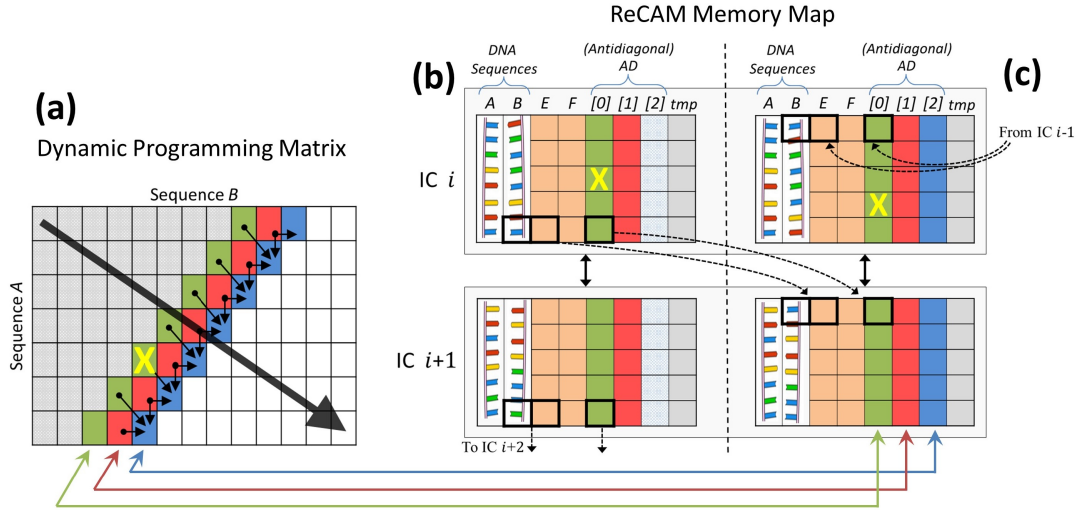 ReCAM Memory Map
(a)
Dynamic Programming Matrix
Sequence B
Sequence A
X
(b)
DNA
Sequences
(Antidiagonal)
AD
A B E F [0] [1] [2] tmp
IC i
X
(c)
DNA
Sequences
(Antidiagonal)
AD
A B E F [0] [1] [2] tmp
X
From IC i-1
IC i+1
To IC i+2